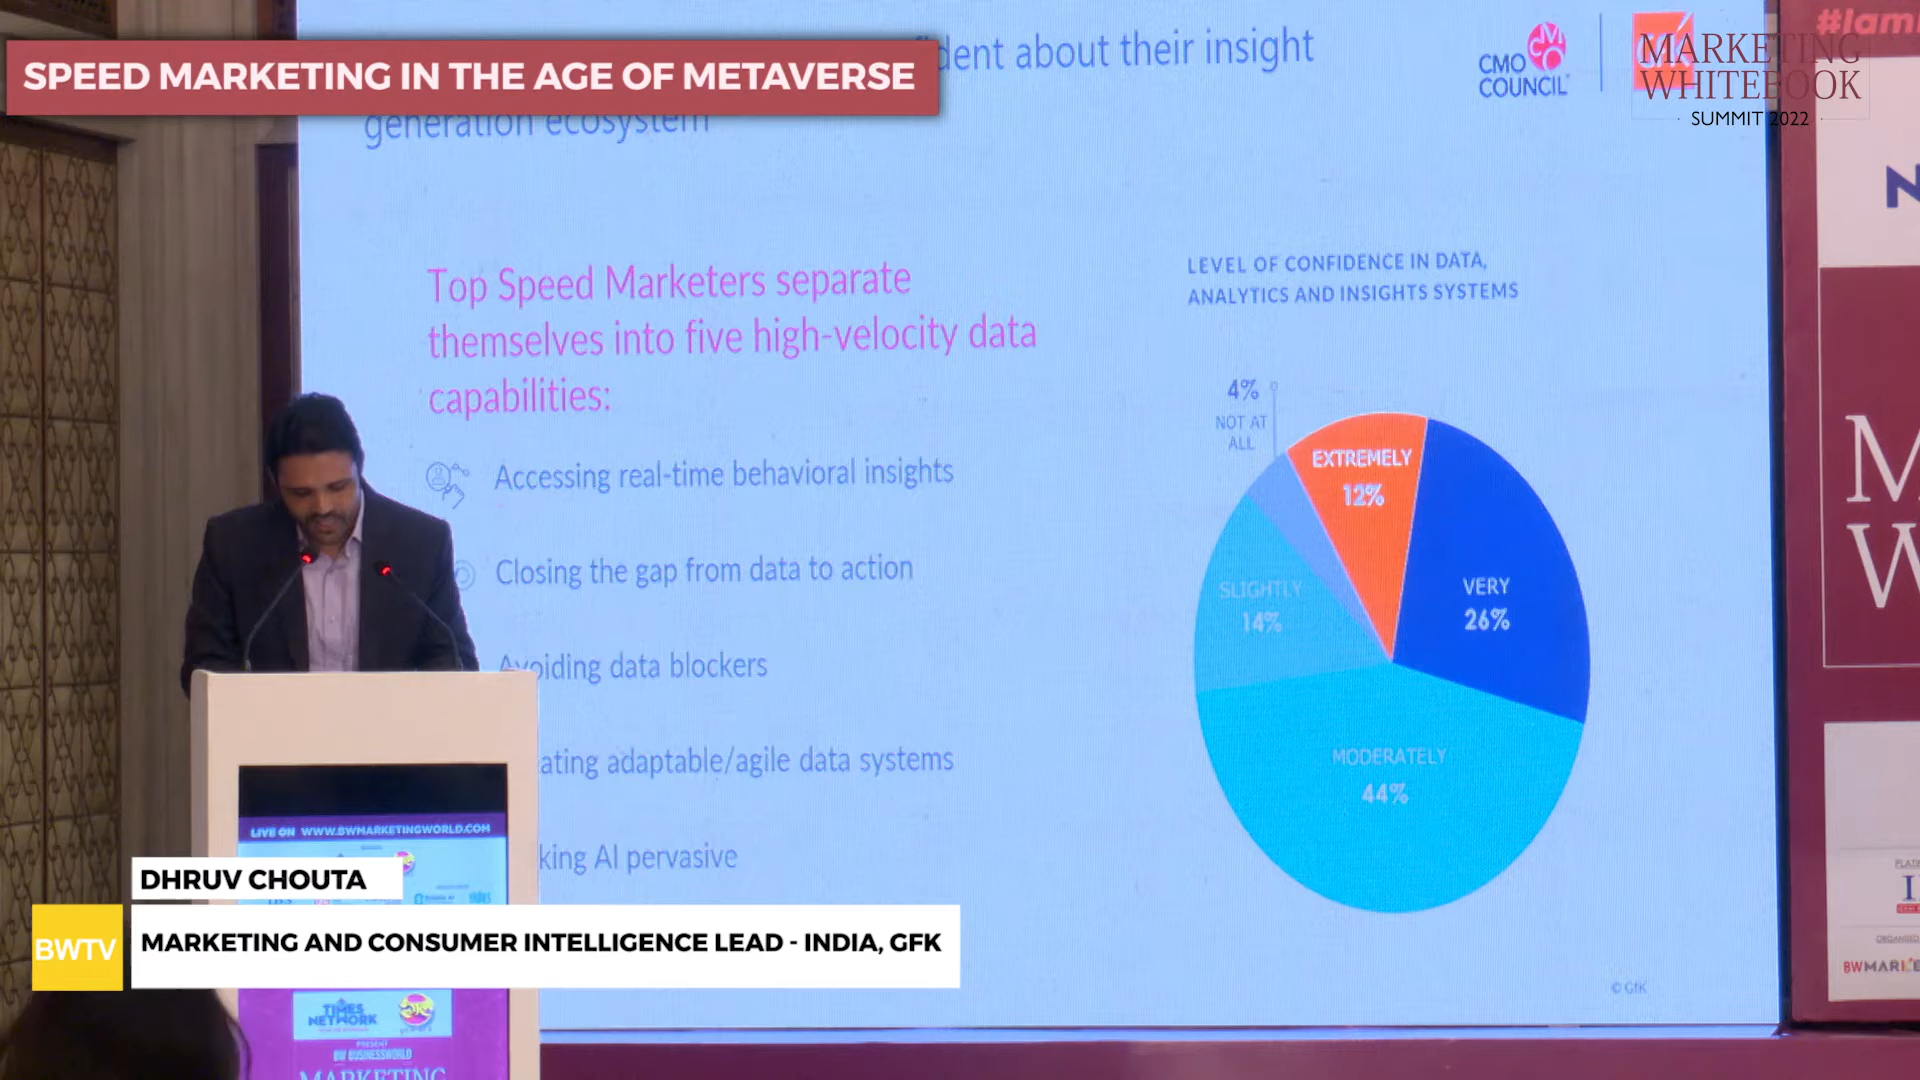 SPEED MARKETING IN THE AGE OF METAVERSE
about their insight
generation ecosystem
CMO
COUNCIL
GfK
MARKETING
WHITEBOOK
SUMMIT 2022
Top Speed Marketers separate
themselves into five high-velocity data
capabilities:
Accessing real-time behavioral insights
Closing the gap from data to action
Avoiding data blockers
adaptable/agile data systems
AI pervasive
LEVEL OF CONFIDENCE IN DATA,
ANALYTICS AND INSIGHTS SYSTEMS
4%
NOT AT
ALL
EXTREMELY
12%
VERY
26%
SLIGHTLY
14%
MODERATELY
44%
© GfK
LIVE ON WWW.BWMARKETINGWORLD.COM
DHRUV CHOUTA
BWTV
MARKETING AND CONSUMER INTELLIGENCE LEAD - INDIA, GFK
TIMES
NETWORK
PRESENT
BW BUSINESSWORLD
MARKETING